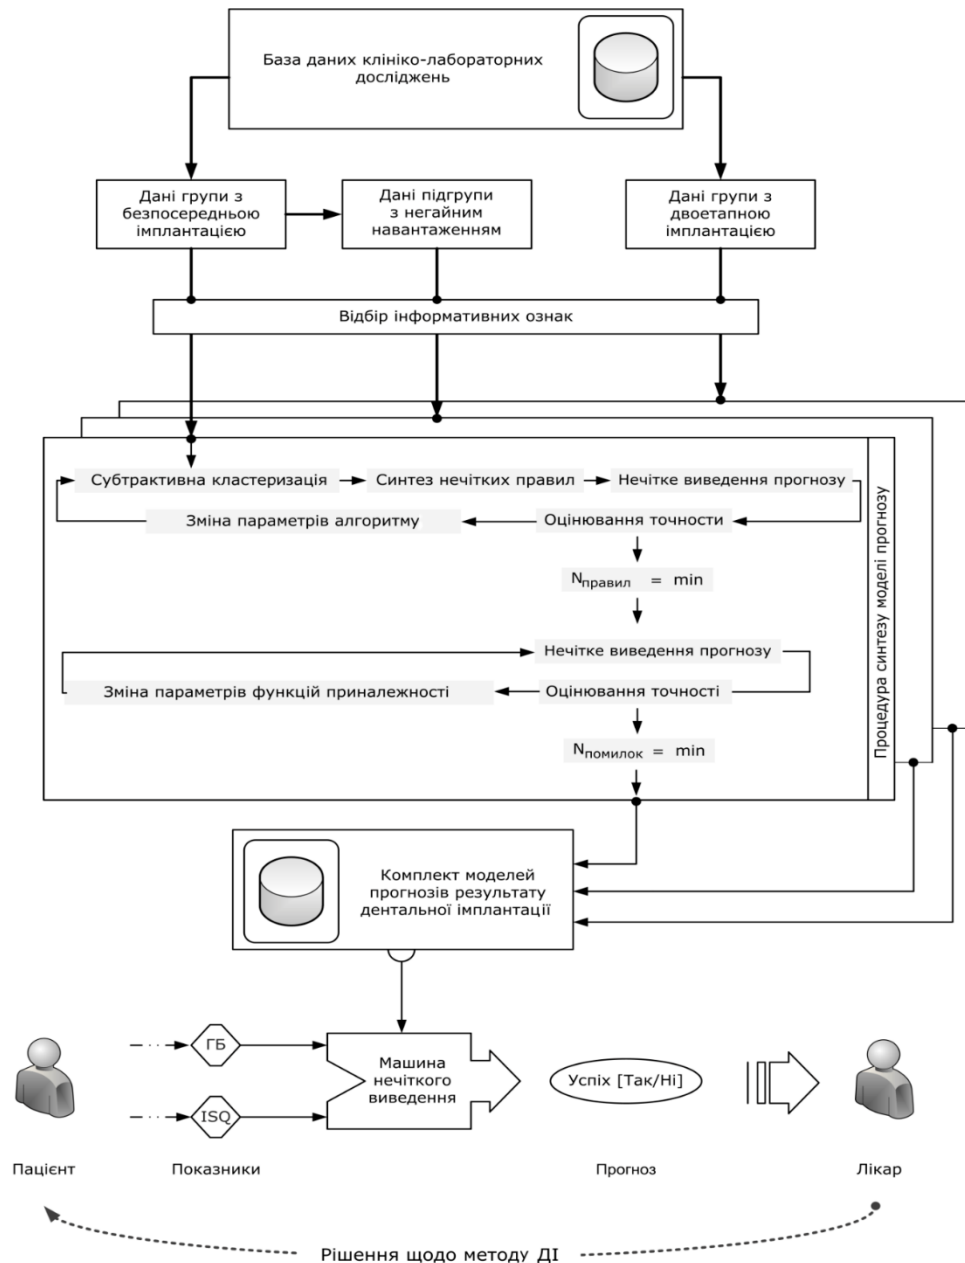 База даних клініко-лабораторних
досліджень
Дані групи з
безпосередньою
імплантацією
Дані підгрупи
з негайним
навантаженням
Дані групи з
двоетапною
імплантацією
Відбір інформативних ознак
Субтрактивна кластеризація
Синтез нечітких правил
Нечітке виведення прогнозу
Зміна параметрів алгоритму
Оцінювання точности
Nправил = min
Нечітке виведення прогнозу
Зміна параметрів функцій приналежності
Оцінювання точності
Nпомилок = min
Процедура синтезу моделі прогнозу
Комплект моделей
прогнозів результату
дентальної імплантації
ГБ
ISQ
Машина
нечіткого
виведення
Успіх [Так/Ні]
Пацієнт
Показники
Прогноз
Лікар
Рішення щодо методу ДІ